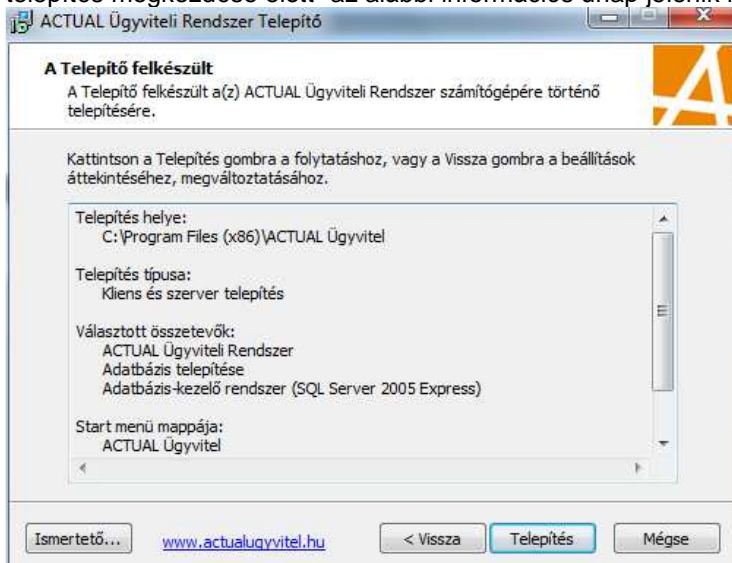 ACTUAL Ügyviteli Rendszer Telepítő
A Telepítő felkészült
A Telepítő felkészült a(z) ACTUAL Ügyviteli Rendszer számítógépére történő
telepítésére.
Kattintson a Telepítés gombra a folytatáshoz, vagy a Vissza gombra a beállítások
áttekintéséhez, megváltoztatásához.
Telepítés helye:
C:\Program Files (x86)\ACTUAL Ügyvitel
Telepítés típusa:
Kliens és szerver telepítés
Választott összetevők:
ACTUAL Ügyviteli Rendszer
Adatbázis telepítése
Adatbázis-kezelő rendszer (SQL Server 2005 Express)
Start menü mappája:
ACTUAL Ügyvitel
Ismertető... www.actualugyvitel.hu < Vissza Telepítés Mégse